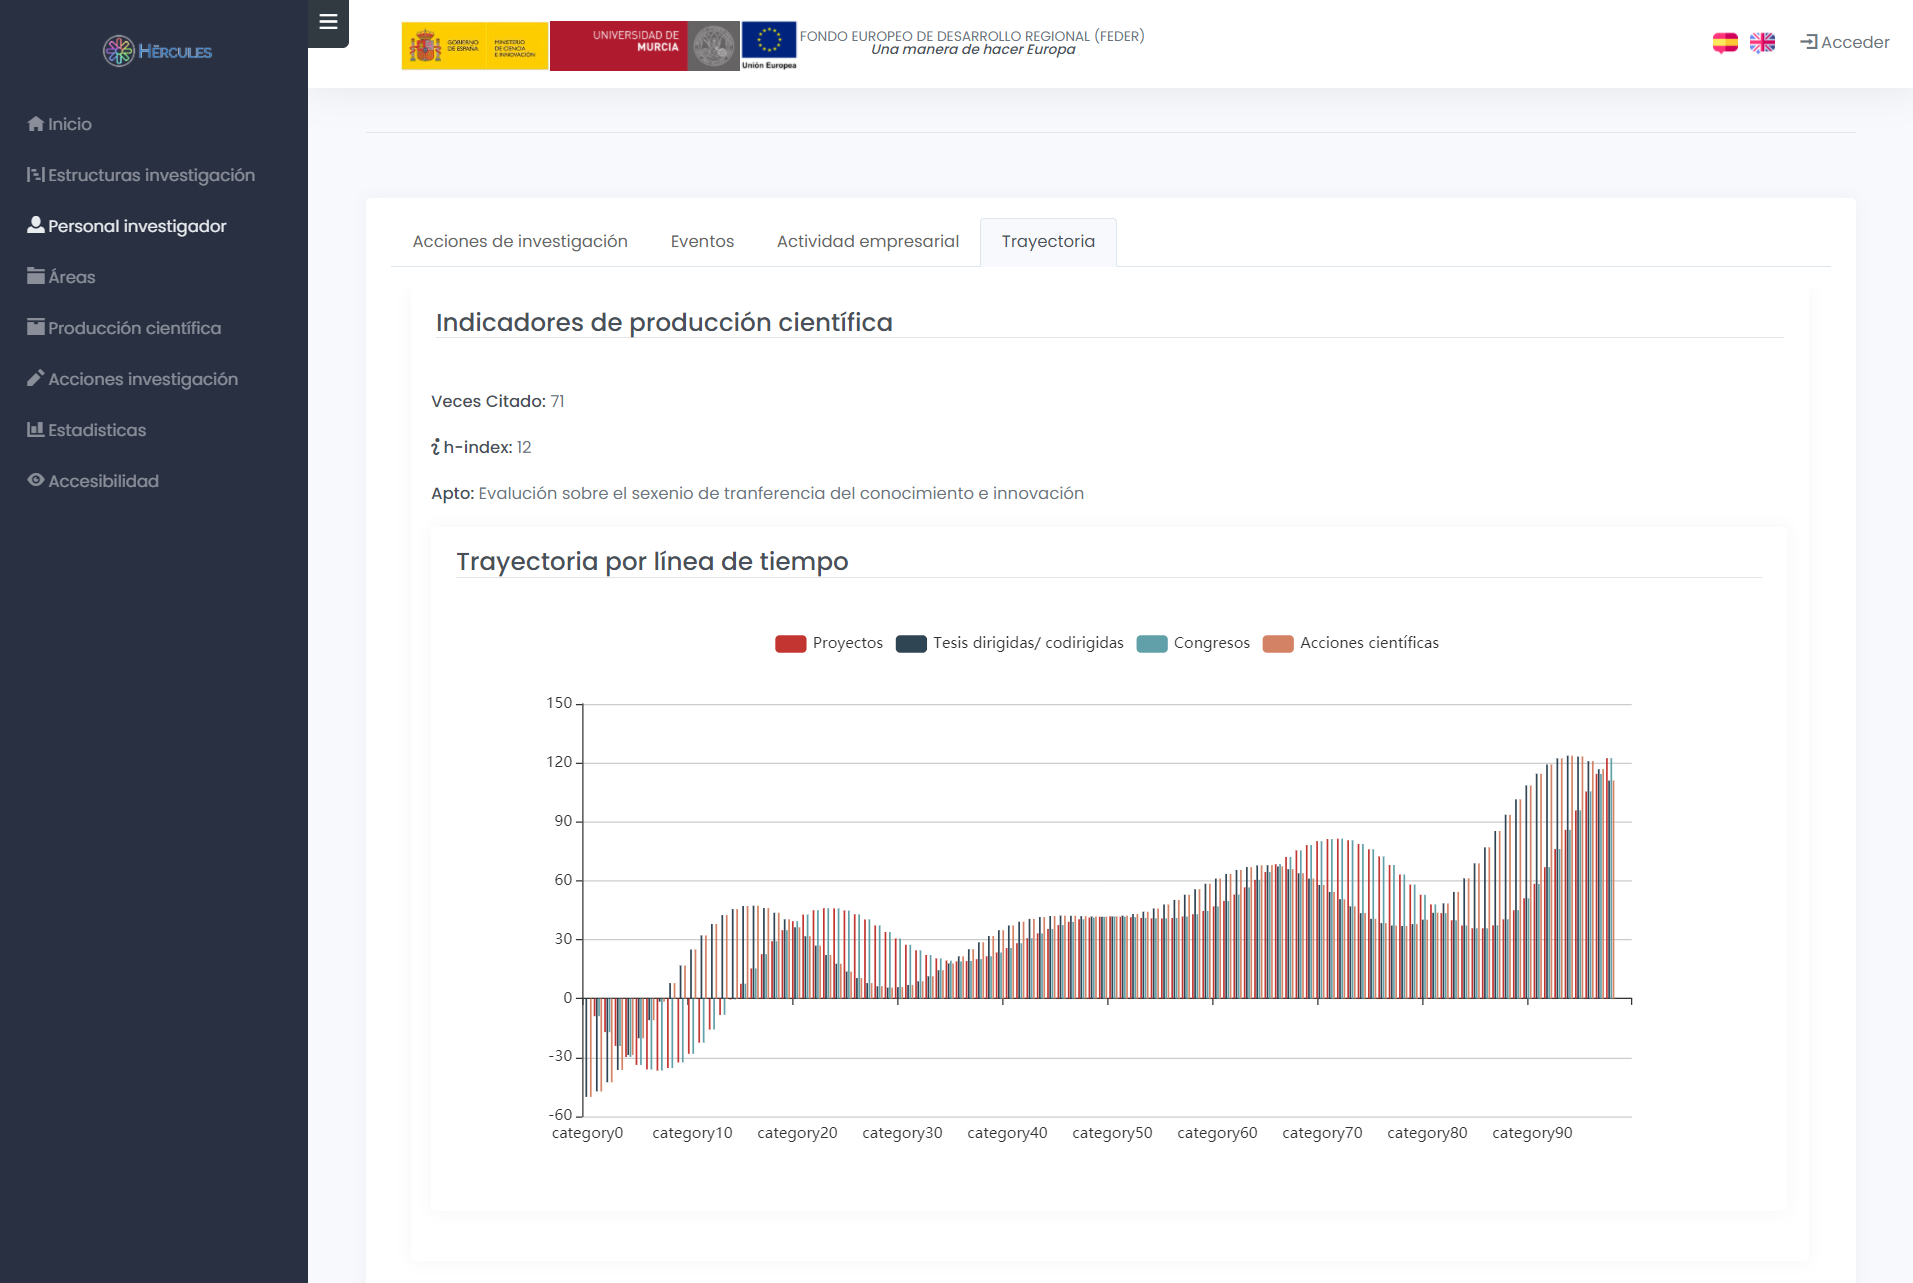 HÉRCULES
Inicio
Estructuras investigación
Personal investigador
Áreas
Producción científica
Acciones investigación
Estadisticas
Accesibilidad
GOBIERNO DE ESPAÑA
MINISTERIO DE CIENCIA E INNOVACIÓN
UNIVERSIDAD DE
MURCIA
Unión Europea
FONDO EUROPEO DE DESARROLLO REGIONAL (FEDER)
Una manera de hacer Europa
Acceder
Acciones de investigación Eventos Actividad empresarial Trayectoria
Indicadores de producción científica
Veces Citado: 71
h-index: 12
Apto: Evalución sobre el sexenio de tranferencia del conocimiento e innovación
Trayectoria por línea de tiempo
Proyectos Tesis dirigidas/ codirigidas Congresos Acciones científicas
150
120
90
60
30
0
-30
-60
category0 category10 category20 category30 category40 category50 category60 category70 category80 category90